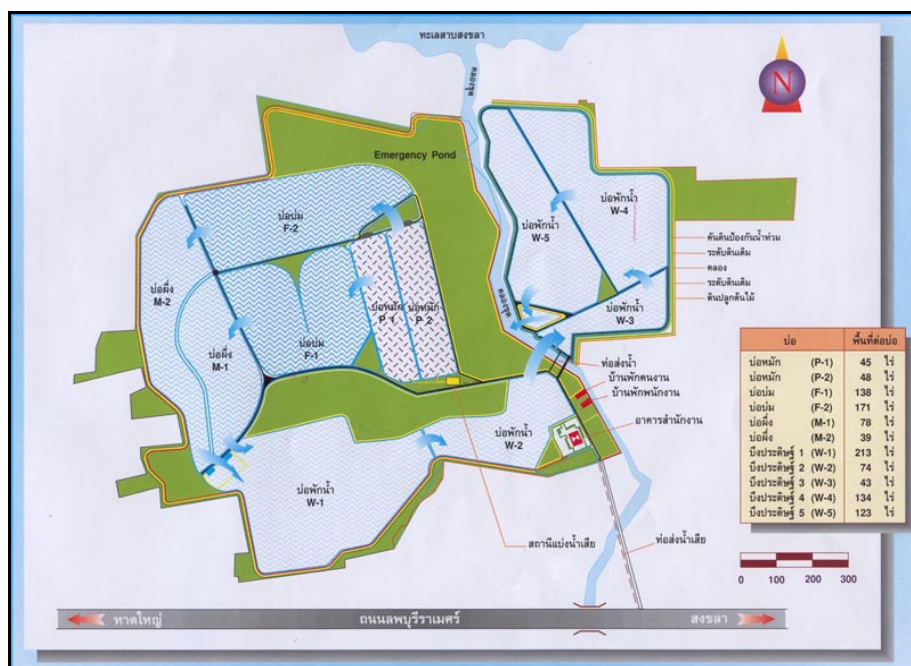 ทะเลสาบสงขลา
คลองขุด
N
Emergency Pond
บ่อบ่ม
F-2
บ่อพักน้ำ
W-4
บ่อพักน้ำ
W-5
คันดินป้องกันน้ำท่วม
ระดับดินเดิม
คลอง
ระดับดินเดิม
ดินปลูกต้นไม้
บ่อผึ่ง
M-2
บ่อหมัก
P-1
บ่อหมัก
P-2
คลองขุด
บ่อพักน้ำ
W-3
บ่อผึ่ง
M-1
บ่อบ่ม
F-1
ท่อส่งน้ำ
บ้านพักคนงาน
บ้านพักพนักงาน
อาคารสำนักงาน
บ่อพักน้ำ
W-2
บ่อพักน้ำ
W-1
สถานีแบ่งน้ำเสีย
ท่อส่งน้ำเสีย
บ่อ พื้นที่ต่อบ่อ
บ่อหมัก (P-1) 45 ไร่
บ่อหมัก (P-2) 48 ไร่
บ่อบ่ม (F-1) 138 ไร่
บ่อบ่ม (F-2) 171 ไร่
บ่อผึ่ง (M-1) 78 ไร่
บ่อผึ่ง (M-2) 39 ไร่
บึงประดิษฐ์ 1 (W-1) 213 ไร่
บึงประดิษฐ์ 2 (W-2) 74 ไร่
บึงประดิษฐ์ 3 (W-3) 43 ไร่
บึงประดิษฐ์ 4 (W-4) 134 ไร่
บึงประดิษฐ์ 5 (W-5) 123 ไร่
0 100 200 300
หาดใหญ่ ถนนลพบุรีราเมศร์ สงขลา